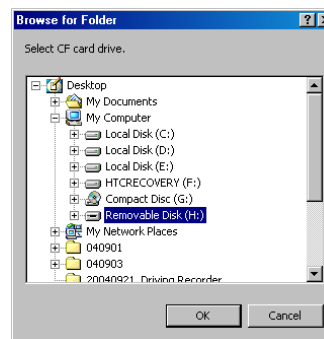 Browse for Folder
Select CF card drive.
Desktop
My Documents
My Computer
Local Disk (C:)
Local Disk (D:)
Local Disk (E:)
HTCRECOVERY (F:)
Compact Disc (G:)
Removable Disk (H:)
My Network Places
040901
040903
20040921_Driving Recorder
OK
Cancel